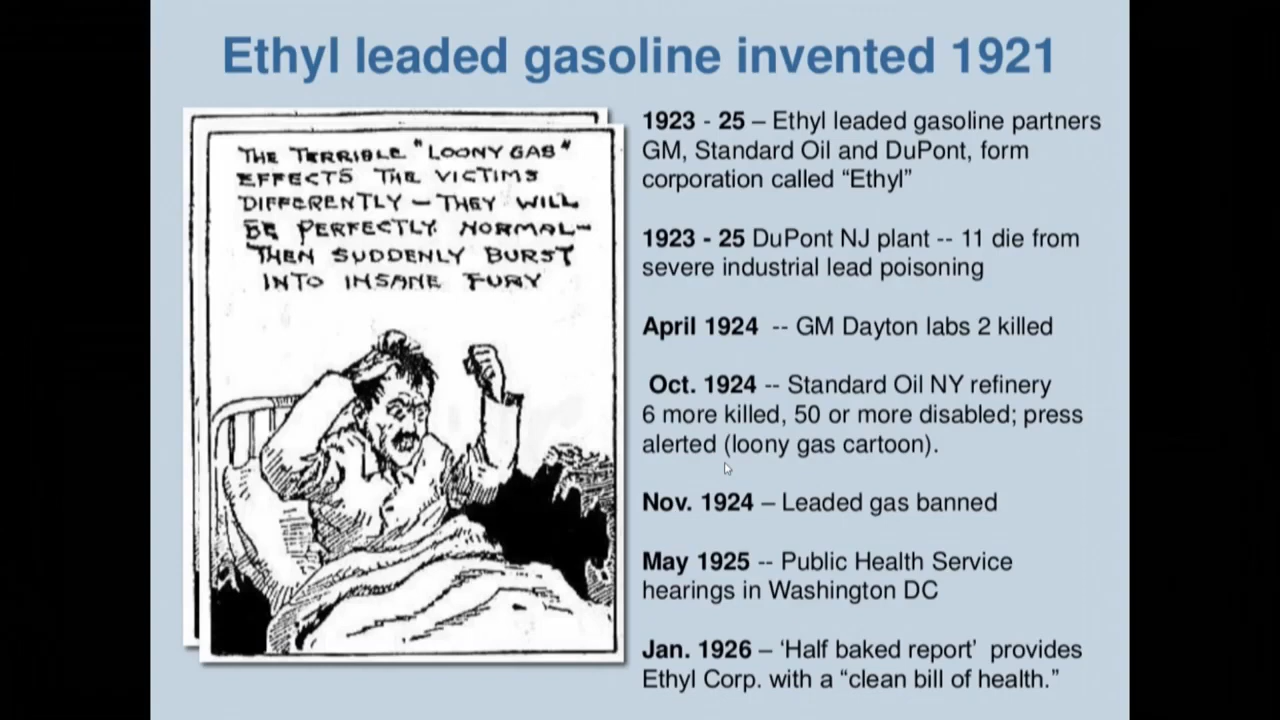 Ethyl leaded gasoline invented 1921
THE TERRIBLE "LOONY GAS"
EFFECTS THE VICTIMS
DIFFERENTLY — THEY WILL
BE PERFECTLY NORMAL—
THEN SUDDENLY BURST
INTO INSANE FURY
1923 - 25 – Ethyl leaded gasoline partners
GM, Standard Oil and DuPont, form
corporation called “Ethyl”
1923 - 25 DuPont NJ plant -- 11 die from
severe industrial lead poisoning
April 1924 -- GM Dayton labs 2 killed
Oct. 1924 -- Standard Oil NY refinery
6 more killed, 50 or more disabled; press
alerted (loony gas cartoon).
Nov. 1924 – Leaded gas banned
May 1925 -- Public Health Service
hearings in Washington DC
Jan. 1926 – ‘Half baked report’ provides
Ethyl Corp. with a “clean bill of health.”